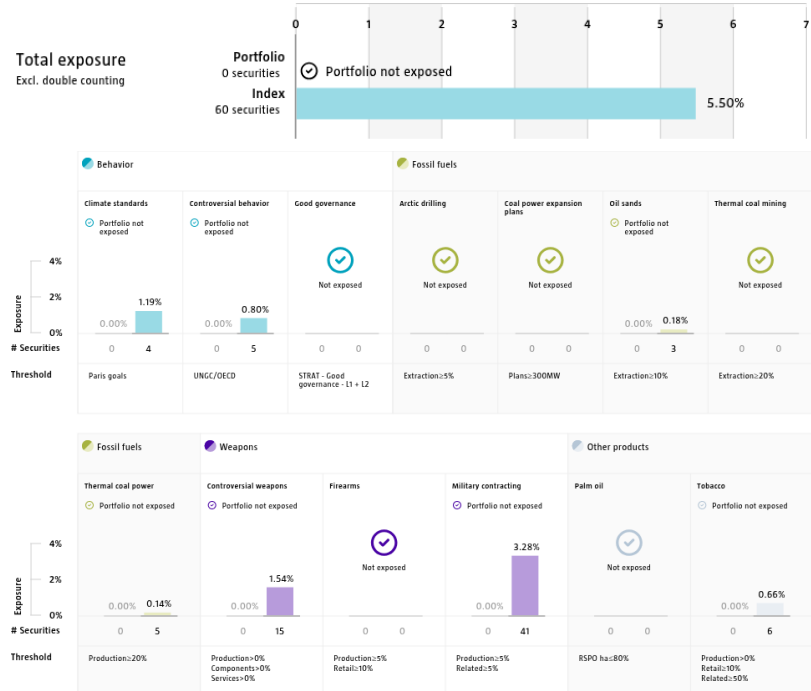 0 1 2 3 4 5 6 7
Total exposure
Excl. double counting
Portfolio
0 securities
Portfolio not exposed
Index
60 securities
5.50%
Behavior
Fossil fuels
Climate standards
Controversial behavior
Good governance
Arctic drilling
Coal power expansion
plans
Oil sands
Thermal coal mining
Portfolio not
exposed
Portfolio not
exposed
Portfolio not
exposed
Not exposed
Not exposed
Not exposed
Not exposed
Exposure
4%
2%
0%
0.00% 1.19%
0.00% 0.80%
0.00% 0.18%
# Securities 0 4 0 5 0 0 0 0 0 0 0 3 0 0
Threshold
Paris goals
UNGC/OECD
STRAT - Good
governance - L1 + L2
Extraction≥5%
Plans≥300MW
Extraction≥10%
Extraction≥20%
Fossil fuels
Weapons
Other products
Thermal coal power
Controversial weapons
Firearms
Military contracting
Palm oil
Tobacco
Portfolio not exposed
Portfolio not exposed
Portfolio not exposed
Portfolio not exposed
Not exposed
Not exposed
Exposure
4%
2%
0%
0.00% 0.14%
0.00% 1.54%
0.00% 3.28%
0.00% 0.66%
# Securities 0 5 0 15 0 0 0 41 0 0 0 6
Threshold
Production≥20%
Production>0%
Components>0%
Services>0%
Production≥5%
Retail≥10%
Production≥5%
Related≥5%
RSPO ha≤80%
Production>0%
Retail≥10%
Related≥50%